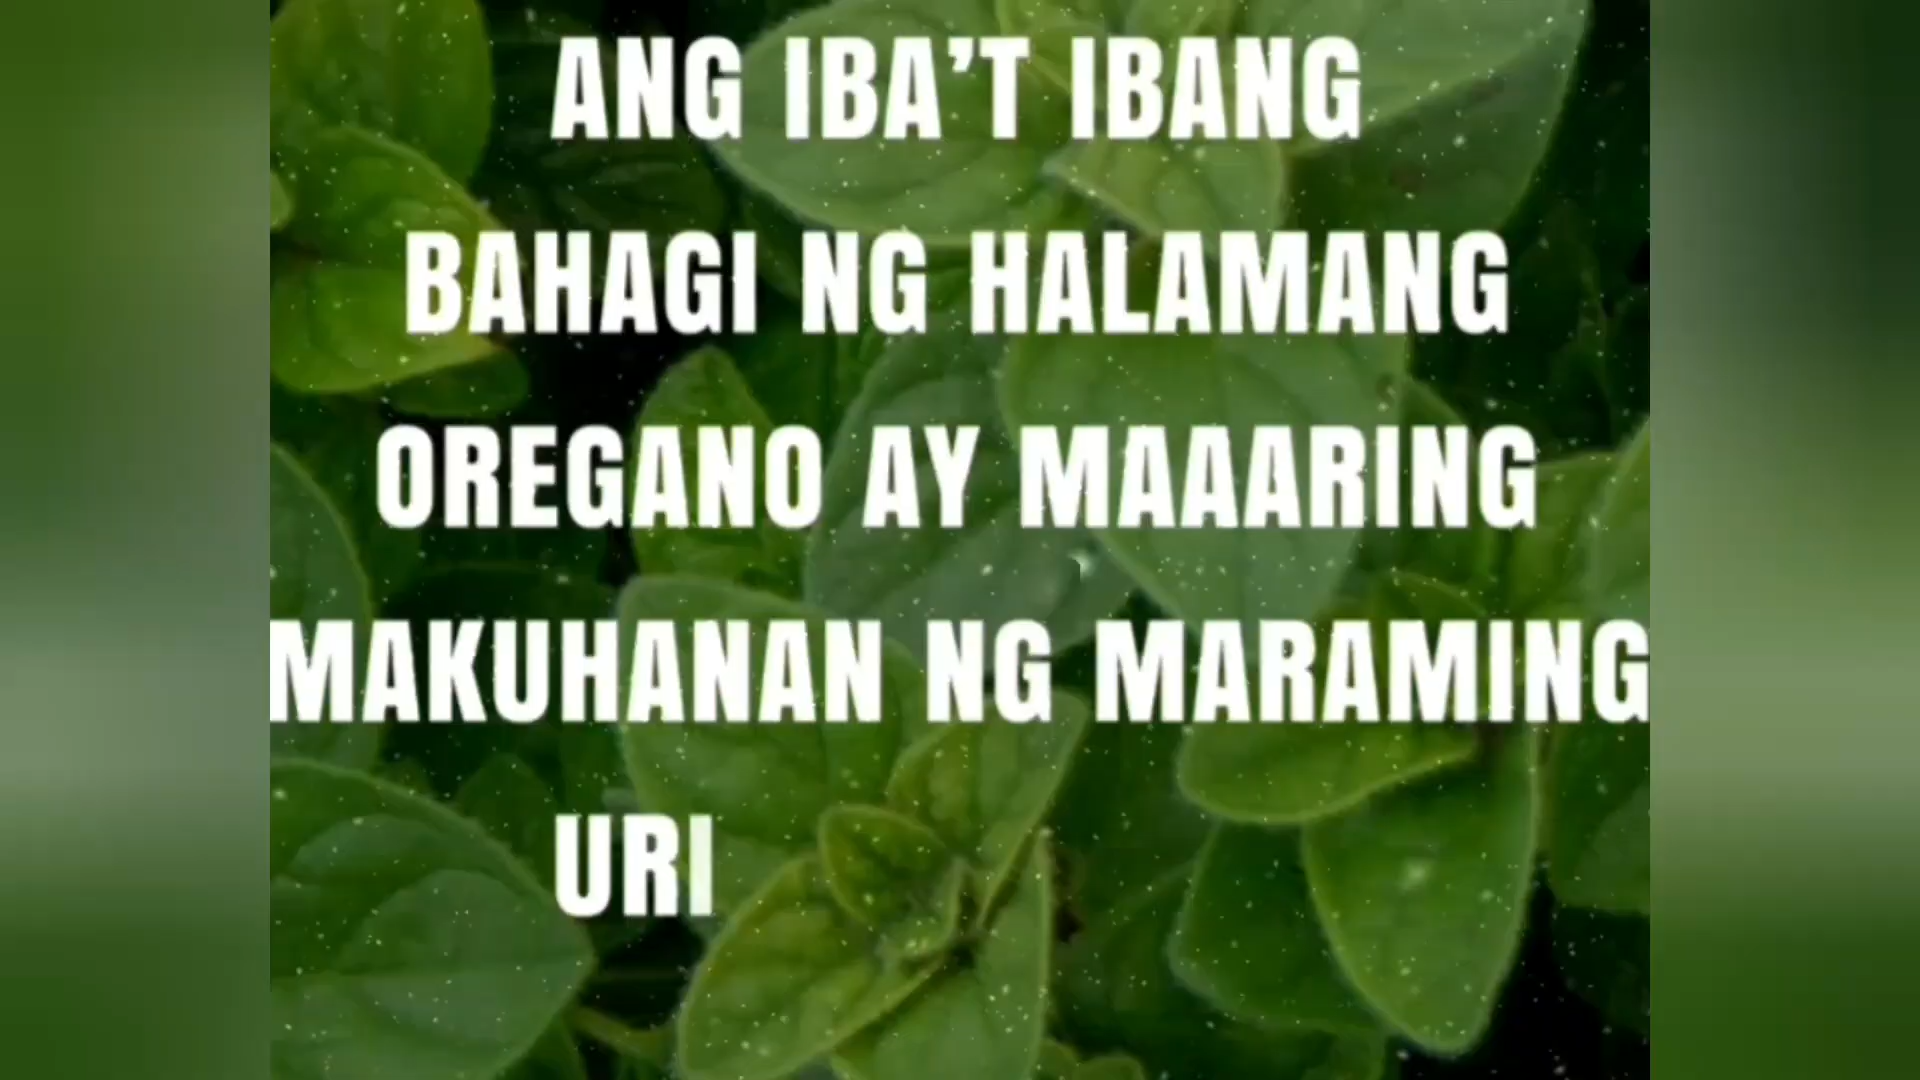 ANG IBA’T IBANG
BAHAGI NG HALAMANG
OREGANO AY MAAARING
MAKUHANAN NG MARAMING
URI